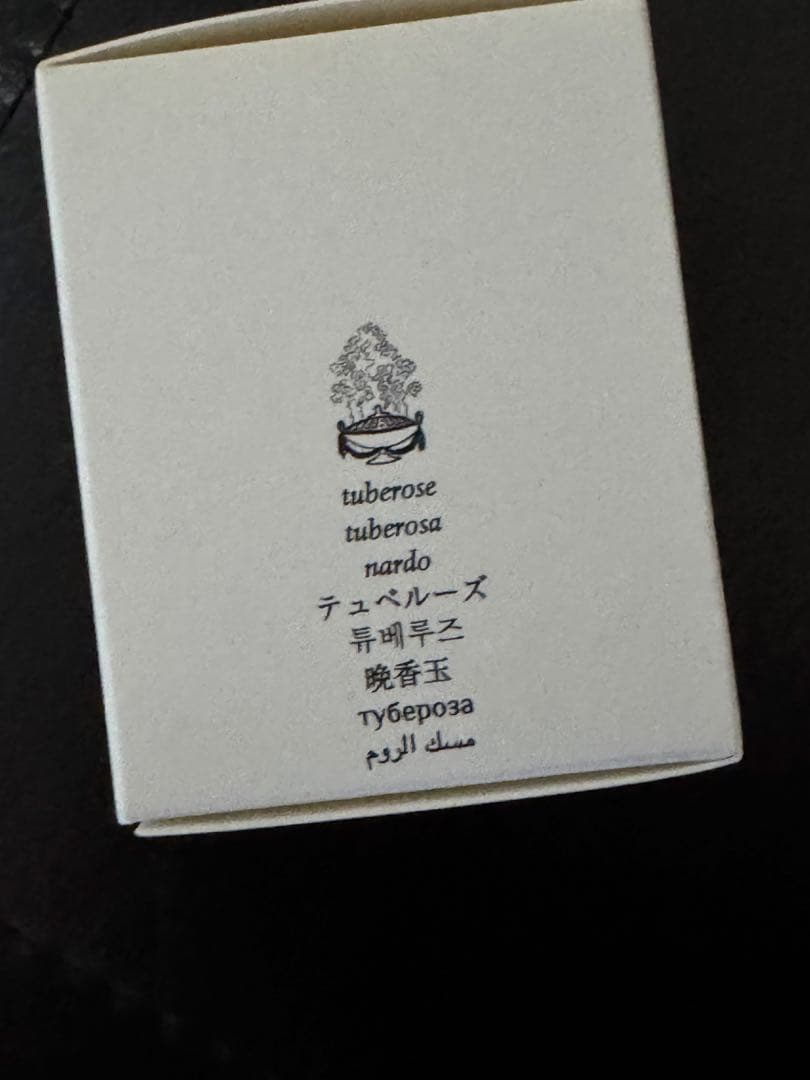 tuberose
tuberosa
nardo
テュベルーズ
튜베루즈
晚香玉
тубероза
مسك الروم